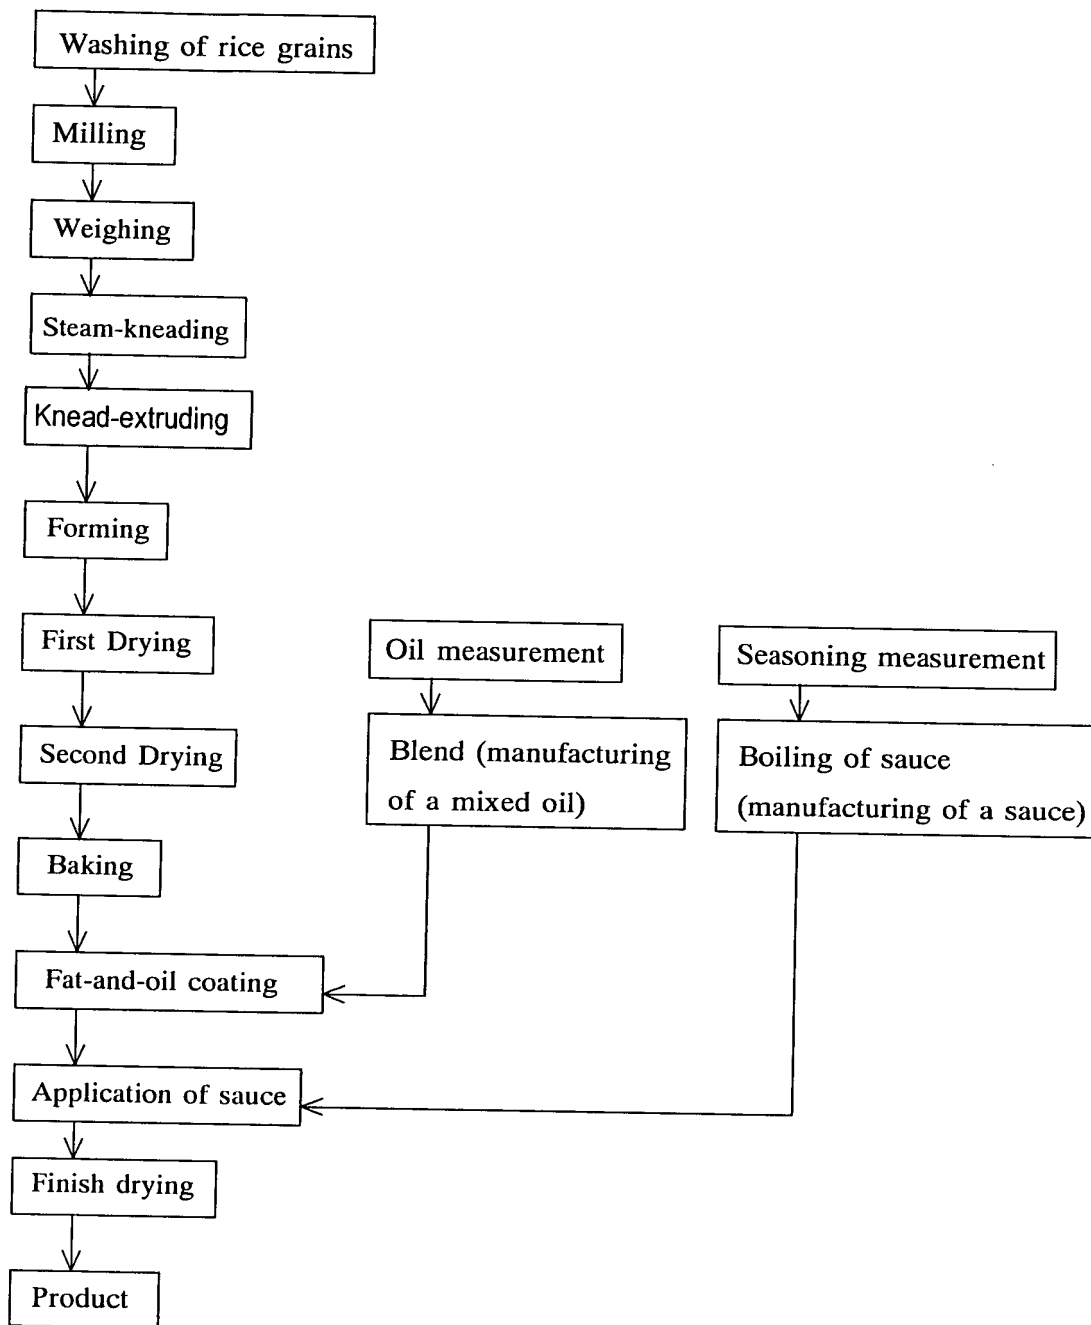 Washing of rice grains
Milling
Weighing
Steam-kneading
Knead-extruding
Forming
First Drying
Second Drying
Baking
Fat-and-oil coating
Application of sauce
Finish drying
Product
Oil measurement
Blend (manufacturing
of a mixed oil)
Seasoning measurement
Boiling of sauce
(manufacturing of a sauce)